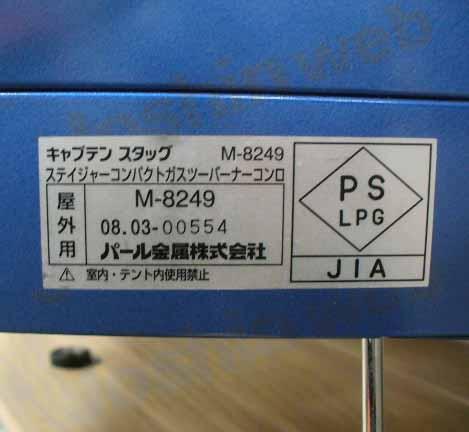 キャプテン スタッグ M-8249
ステイジャーコンパクトガスツーバーナーコンロ
屋外用
M-8249
08.03-00554
パール金属株式会社
⚠ 室内・テント内使用禁止
PS
LPG
JIA